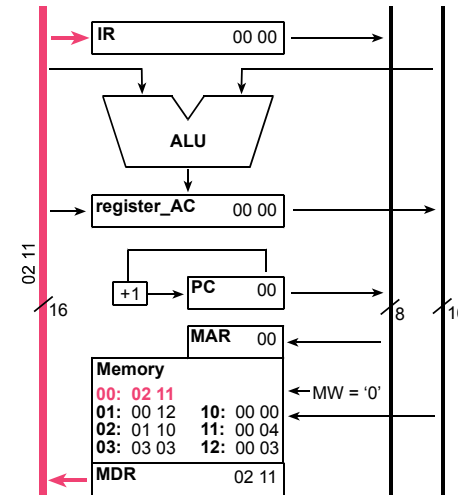 IR 00 00
ALU
register_AC 00 00
02 11
+1 PC 00
16 8 16
MAR 00
Memory
00: 02 11 MW = ‘0’
01: 00 12 10: 00 00
02: 01 10 11: 00 04
03: 03 03 12: 00 03
MDR 02 11